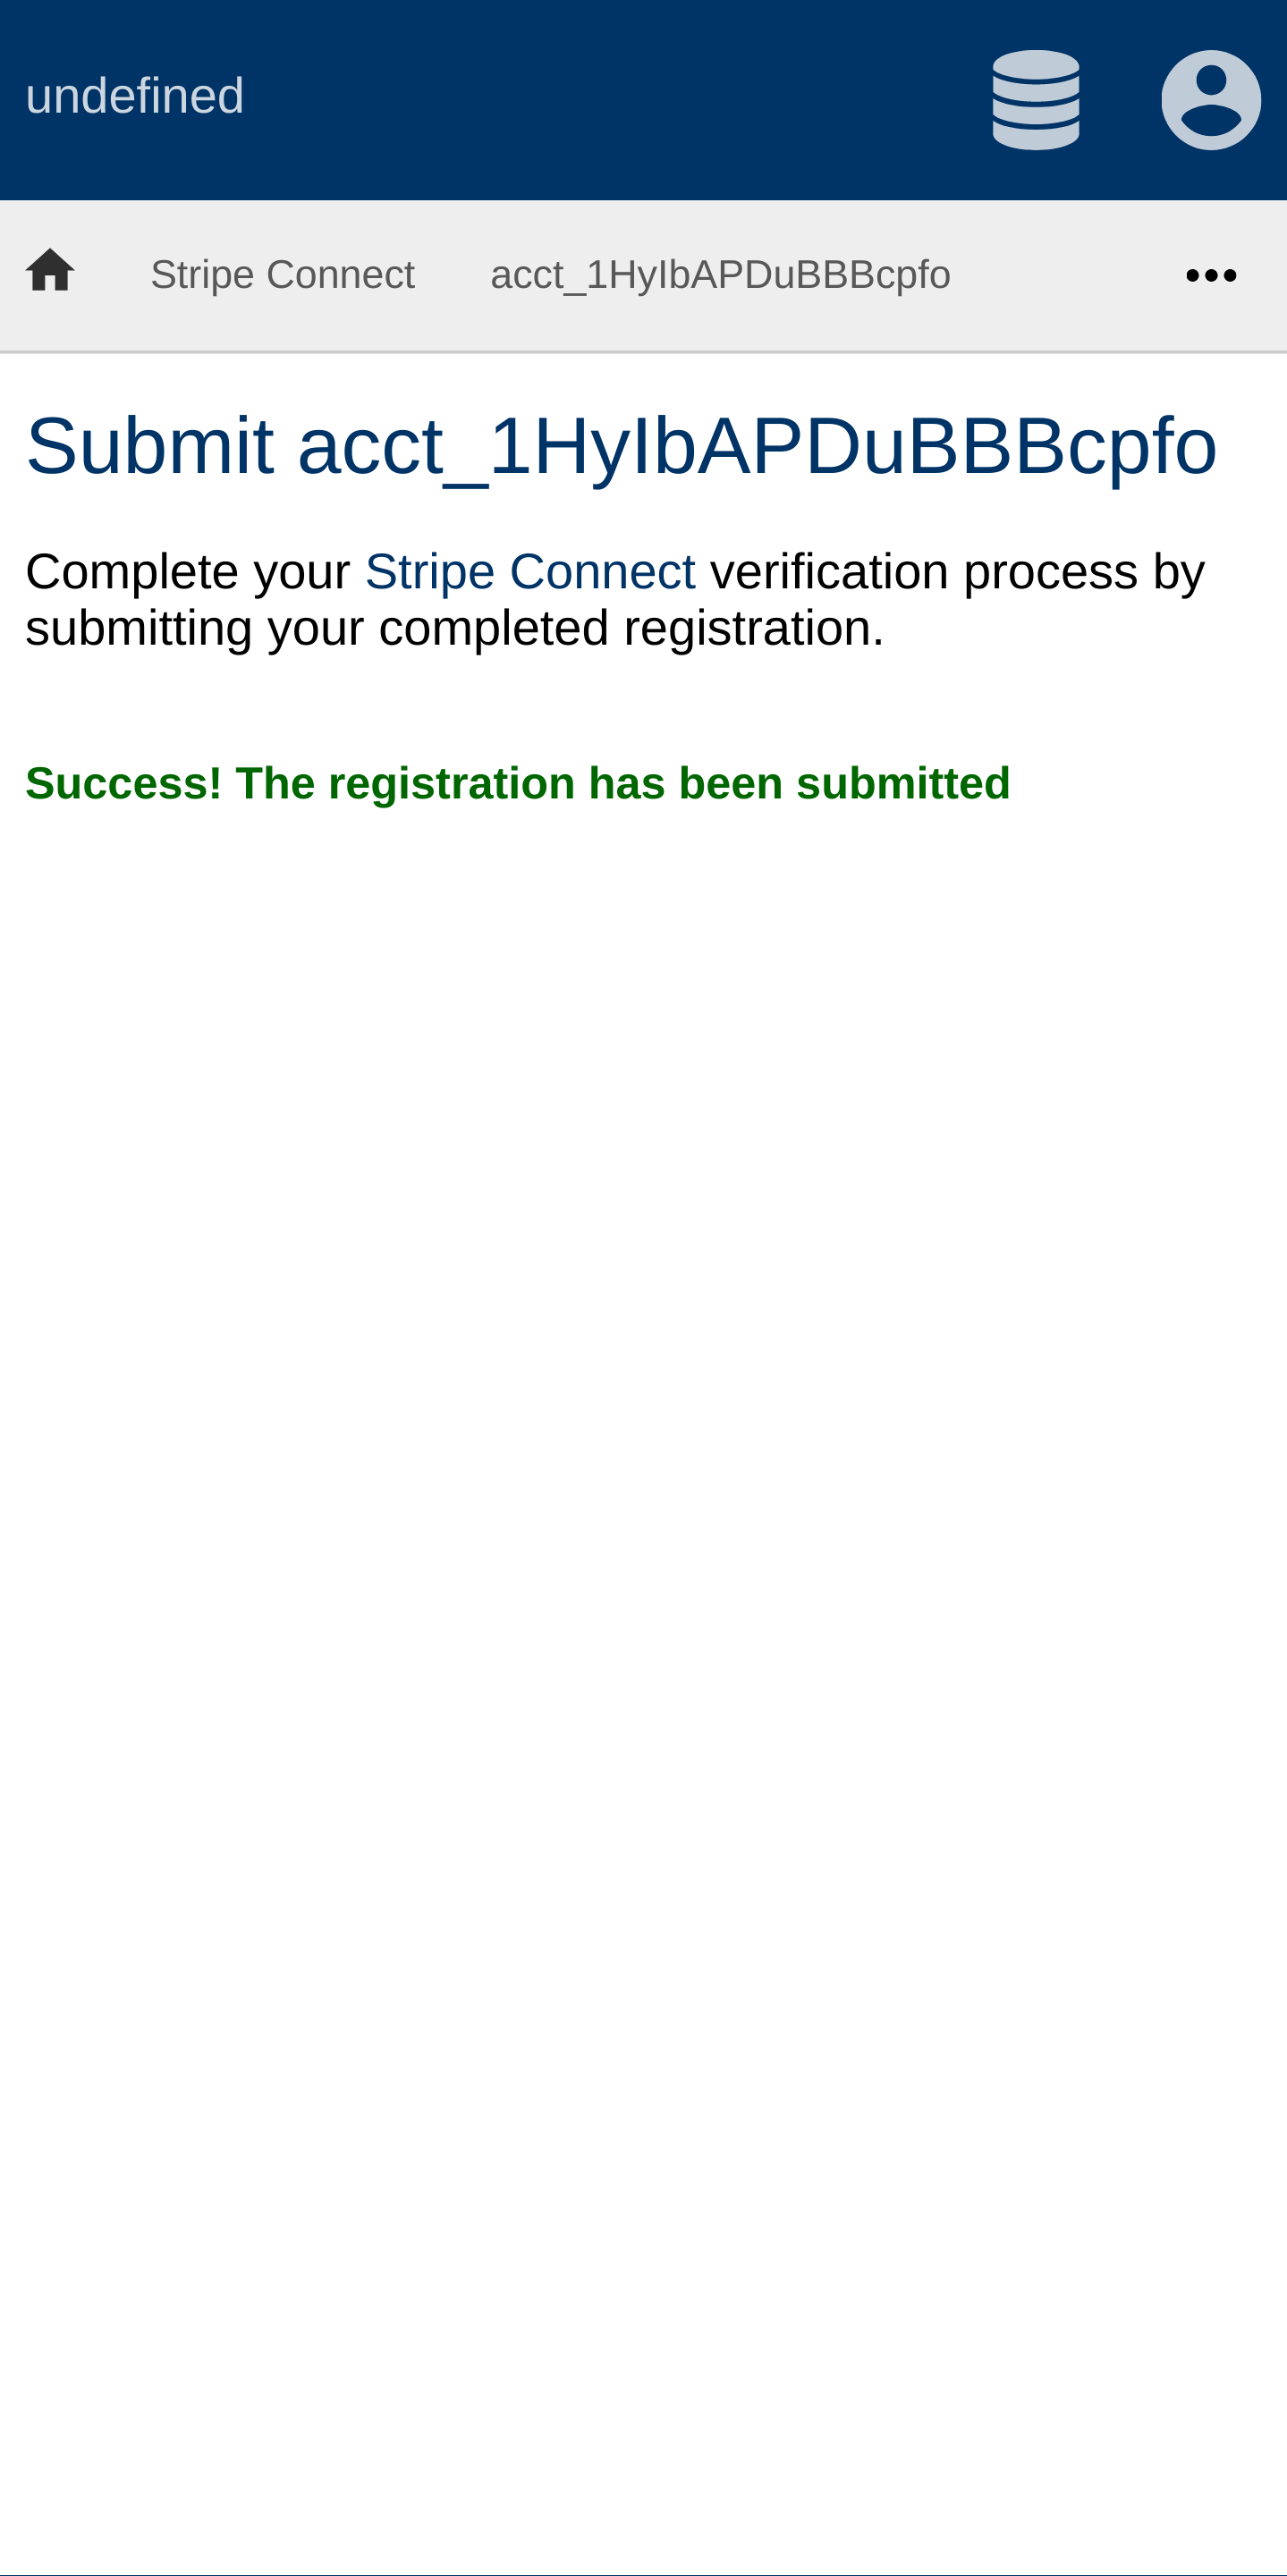 undefined
Stripe Connect acct_1HyIbAPDuBBBcpfo
Submit acct_1HyIbAPDuBBBcpfo
Complete your Stripe Connect verification process by
submitting your completed registration.
Success! The registration has been submitted